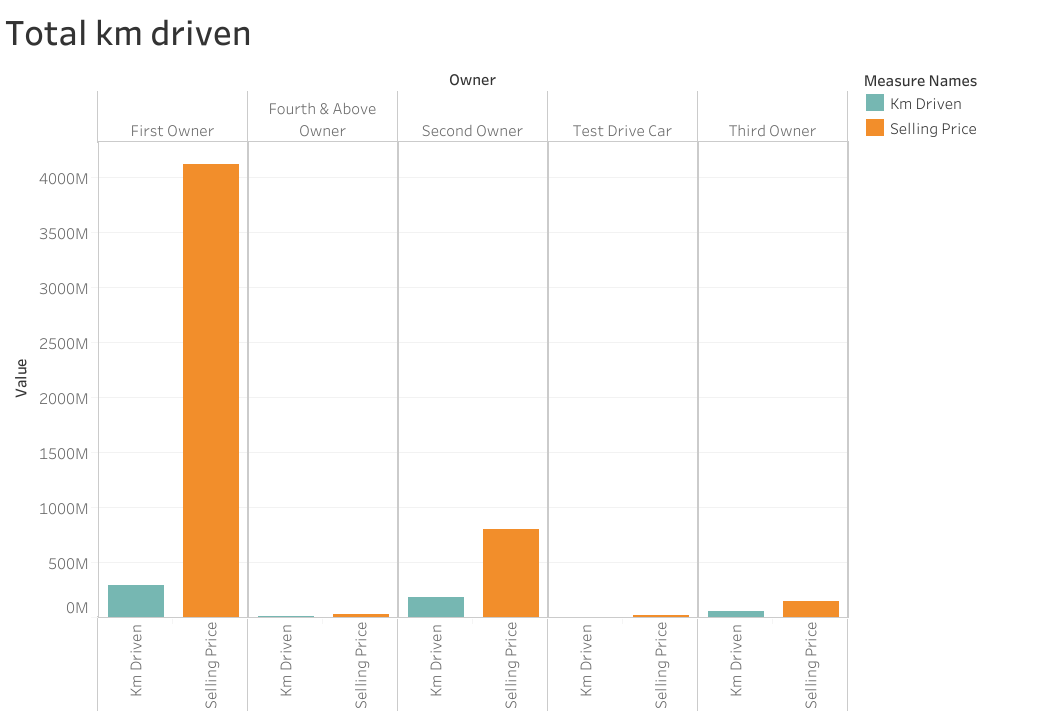 Total km driven
Owner
Measure Names
Km Driven
Selling Price
First Owner
Fourth & Above
Owner
Second Owner
Test Drive Car
Third Owner
Value
4000M
3500M
3000M
2500M
2000M
1500M
1000M
500M
0M
Km Driven
Selling Price
Km Driven
Selling Price
Km Driven
Selling Price
Km Driven
Selling Price
Km Driven
Selling Price